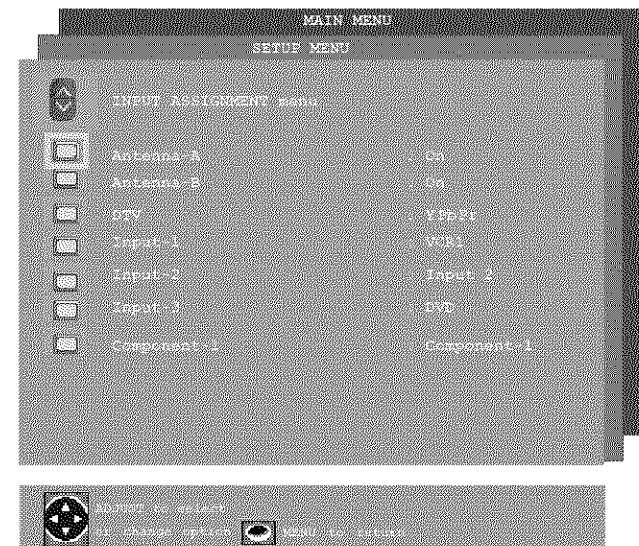 MAIN MENU
SETUP MENU
INPUT ASSIGNMENT menu
Antenna-A : On
Antenna-B : On
DTV : YPbPr
Input-1 : VCR1
Input-2 : Input 2
Input-3 : DVD
Component-1 : Component-1
ADJUST to select
or change option MENU to return